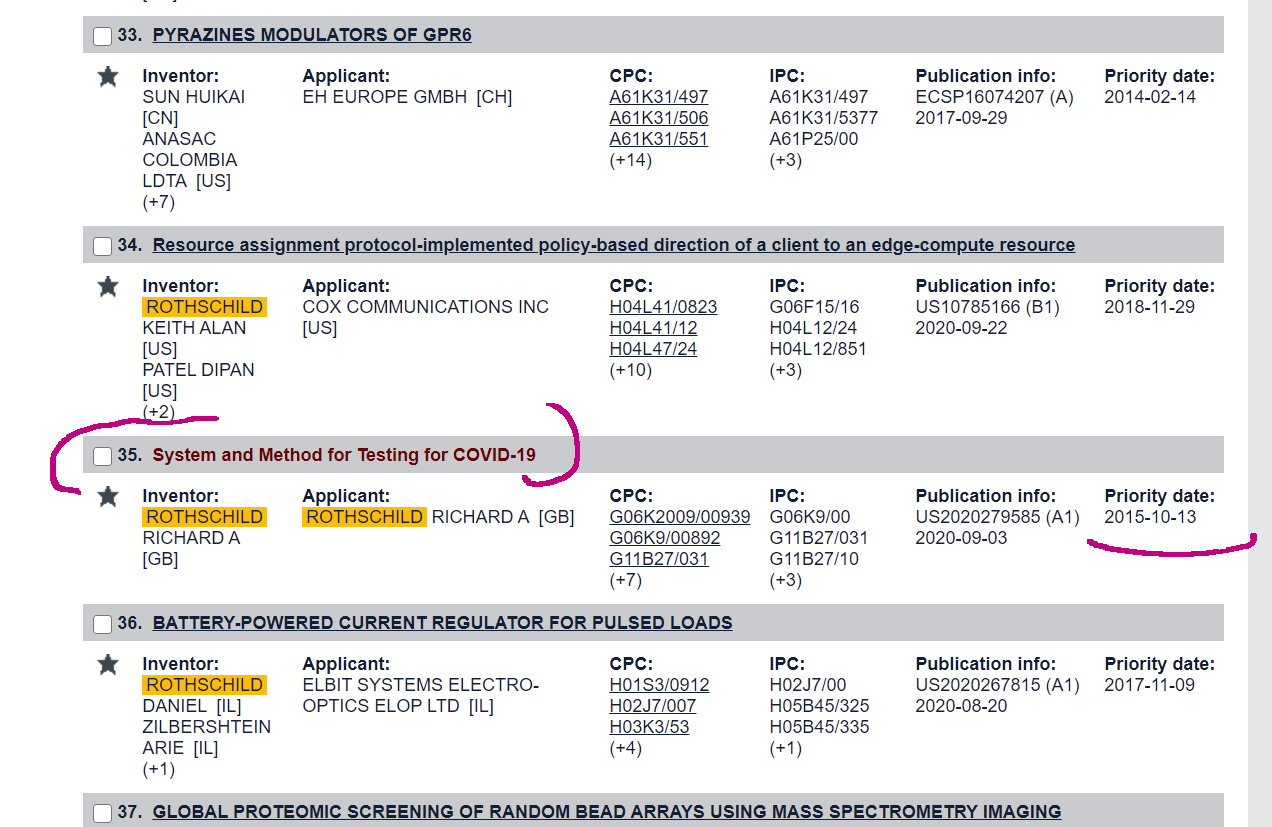 33. PYRAZINES MODULATORS OF GPR6
Inventor: Applicant: CPC: IPC: Publication info: Priority date:
SUN HUIKAI EH EUROPE GMBH [CH] A61K31/497 A61K31/497 ECSP16074207 (A) 2014-02-14
[CN] A61K31/506 A61K31/5377 2017-09-29
ANASAC A61K31/551 A61P25/00
COLOMBIA (+14) (+3)
LDTA [US]
(+7)
34. Resource assignment protocol-implemented policy-based direction of a client to an edge-compute resource
Inventor: Applicant: CPC: IPC: Publication info: Priority date:
ROTHSCHILD COX COMMUNICATIONS INC H04L41/0823 G06F15/16 US10785166 (B1) 2018-11-29
KEITH ALAN [US] H04L41/12 H04L12/24 2020-09-22
[US] H04L47/24 H04L12/851
PATEL DIPAN (+10) (+3)
[US]
(+2)
35. System and Method for Testing for COVID-19
Inventor: Applicant: CPC: IPC: Publication info: Priority date:
ROTHSCHILD ROTHSCHILD RICHARD A [GB] G06K2009/00939 G06K9/00 US2020279585 (A1) 2015-10-13
RICHARD A G06K9/00892 G11B27/031 2020-09-03
[GB] G11B27/031 G11B27/10
(+7) (+3)
36. BATTERY-POWERED CURRENT REGULATOR FOR PULSED LOADS
Inventor: Applicant: CPC: IPC: Publication info: Priority date:
ROTHSCHILD ELBIT SYSTEMS ELECTRO- H01S3/0912 H02J7/00 US2020267815 (A1) 2017-11-09
DANIEL [IL] OPTICS ELOP LTD [IL] H02J7/007 H05B45/325 2020-08-20
ZILBERSHTEIN H03K3/53 H05B45/335
ARIE [IL] (+4) (+1)
(+1)
37. GLOBAL PROTEOMIC SCREENING OF RANDOM BEAD ARRAYS USING MASS SPECTROMETRY IMAGING